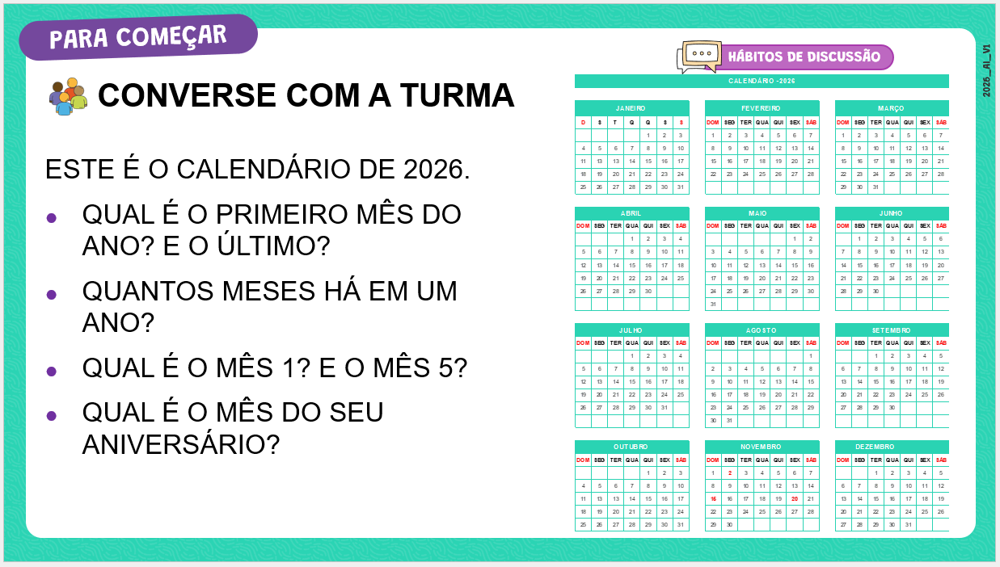 PARA COMEÇAR
CONVERSE COM A TURMA
ESTE É O CALENDÁRIO DE 2026.
● QUAL É O PRIMEIRO MÊS DO
ANO? E O ÚLTIMO?
● QUANTOS MESES HÁ EM UM
ANO?
● QUAL É O MÊS 1? E O MÊS 5?
● QUAL É O MÊS DO SEU
ANIVERSÁRIO?
HÁBITOS DE DISCUSSÃO
2026_AI_V1
CALENDÁRIO -2026
JANEIRO
D S T Q Q S S
1 2 3
4 5 6 7 8 9 10
11 12 13 14 15 16 17
18 19 20 21 22 23 24
25 26 27 28 29 30 31
FEVEREIRO
DOM SEG TER QUA QUI SEX SÁB
1 2 3 4 5 6 7
8 9 10 11 12 13 14
15 16 17 18 19 20 21
22 23 24 25 26 27 28
MARÇO
DOM SEG TER QUA QUI SEX SÁB
1 2 3 4 5 6 7
8 9 10 11 12 13 14
15 16 17 18 19 20 21
22 23 24 25 26 27 28
29 30 31
ABRIL
DOM SEG TER QUA QUI SEX SÁB
1 2 3 4
5 6 7 8 9 10 11
12 13 14 15 16 17 18
19 20 21 22 23 24 25
26 27 28 29 30
MAIO
DOM SEG TER QUA QUI SEX SÁB
1 2
3 4 5 6 7 8 9
10 11 12 13 14 15 16
17 18 19 20 21 22 23
24 25 26 27 28 29 30
31
JUNHO
DOM SEG TER QUA QUI SEX SÁB
1 2 3 4 5 6
7 8 9 10 11 12 13
14 15 16 17 18 19 20
21 22 23 24 25 26 27
28 29 30
JULHO
DOM SEG TER QUA QUI SEX SÁB
1 2 3 4
5 6 7 8 9 10 11
12 13 14 15 16 17 18
19 20 21 22 23 24 25
26 27 28 29 30 31
AGOSTO
DOM SEG TER QUA QUI SEX SÁB
1
2 3 4 5 6 7 8
9 10 11 12 13 14 15
16 17 18 19 20 21 22
23 24 25 26 27 28 29
30 31
SETEMBRO
DOM SEG TER QUA QUI SEX SÁB
1 2 3 4 5
6 7 8 9 10 11 12
13 14 15 16 17 18 19
20 21 22 23 24 25 26
27 28 29 30
OUTUBRO
DOM SEG TER QUA QUI SEX SÁB
1 2 3
4 5 6 7 8 9 10
11 12 13 14 15 16 17
18 19 20 21 22 23 24
25 26 27 28 29 30 31
NOVEMBRO
DOM SEG TER QUA QUI SEX SÁB
1 2 3 4 5 6 7
8 9 10 11 12 13 14
15 16 17 18 19 20 21
22 23 24 25 26 27 28
29 30
DEZEMBRO
DOM SEG TER QUA QUI SEX SÁB
1 2 3 4 5
6 7 8 9 10 11 12
13 14 15 16 17 18 19
20 21 22 23 24 25 26
27 28 29 30 31